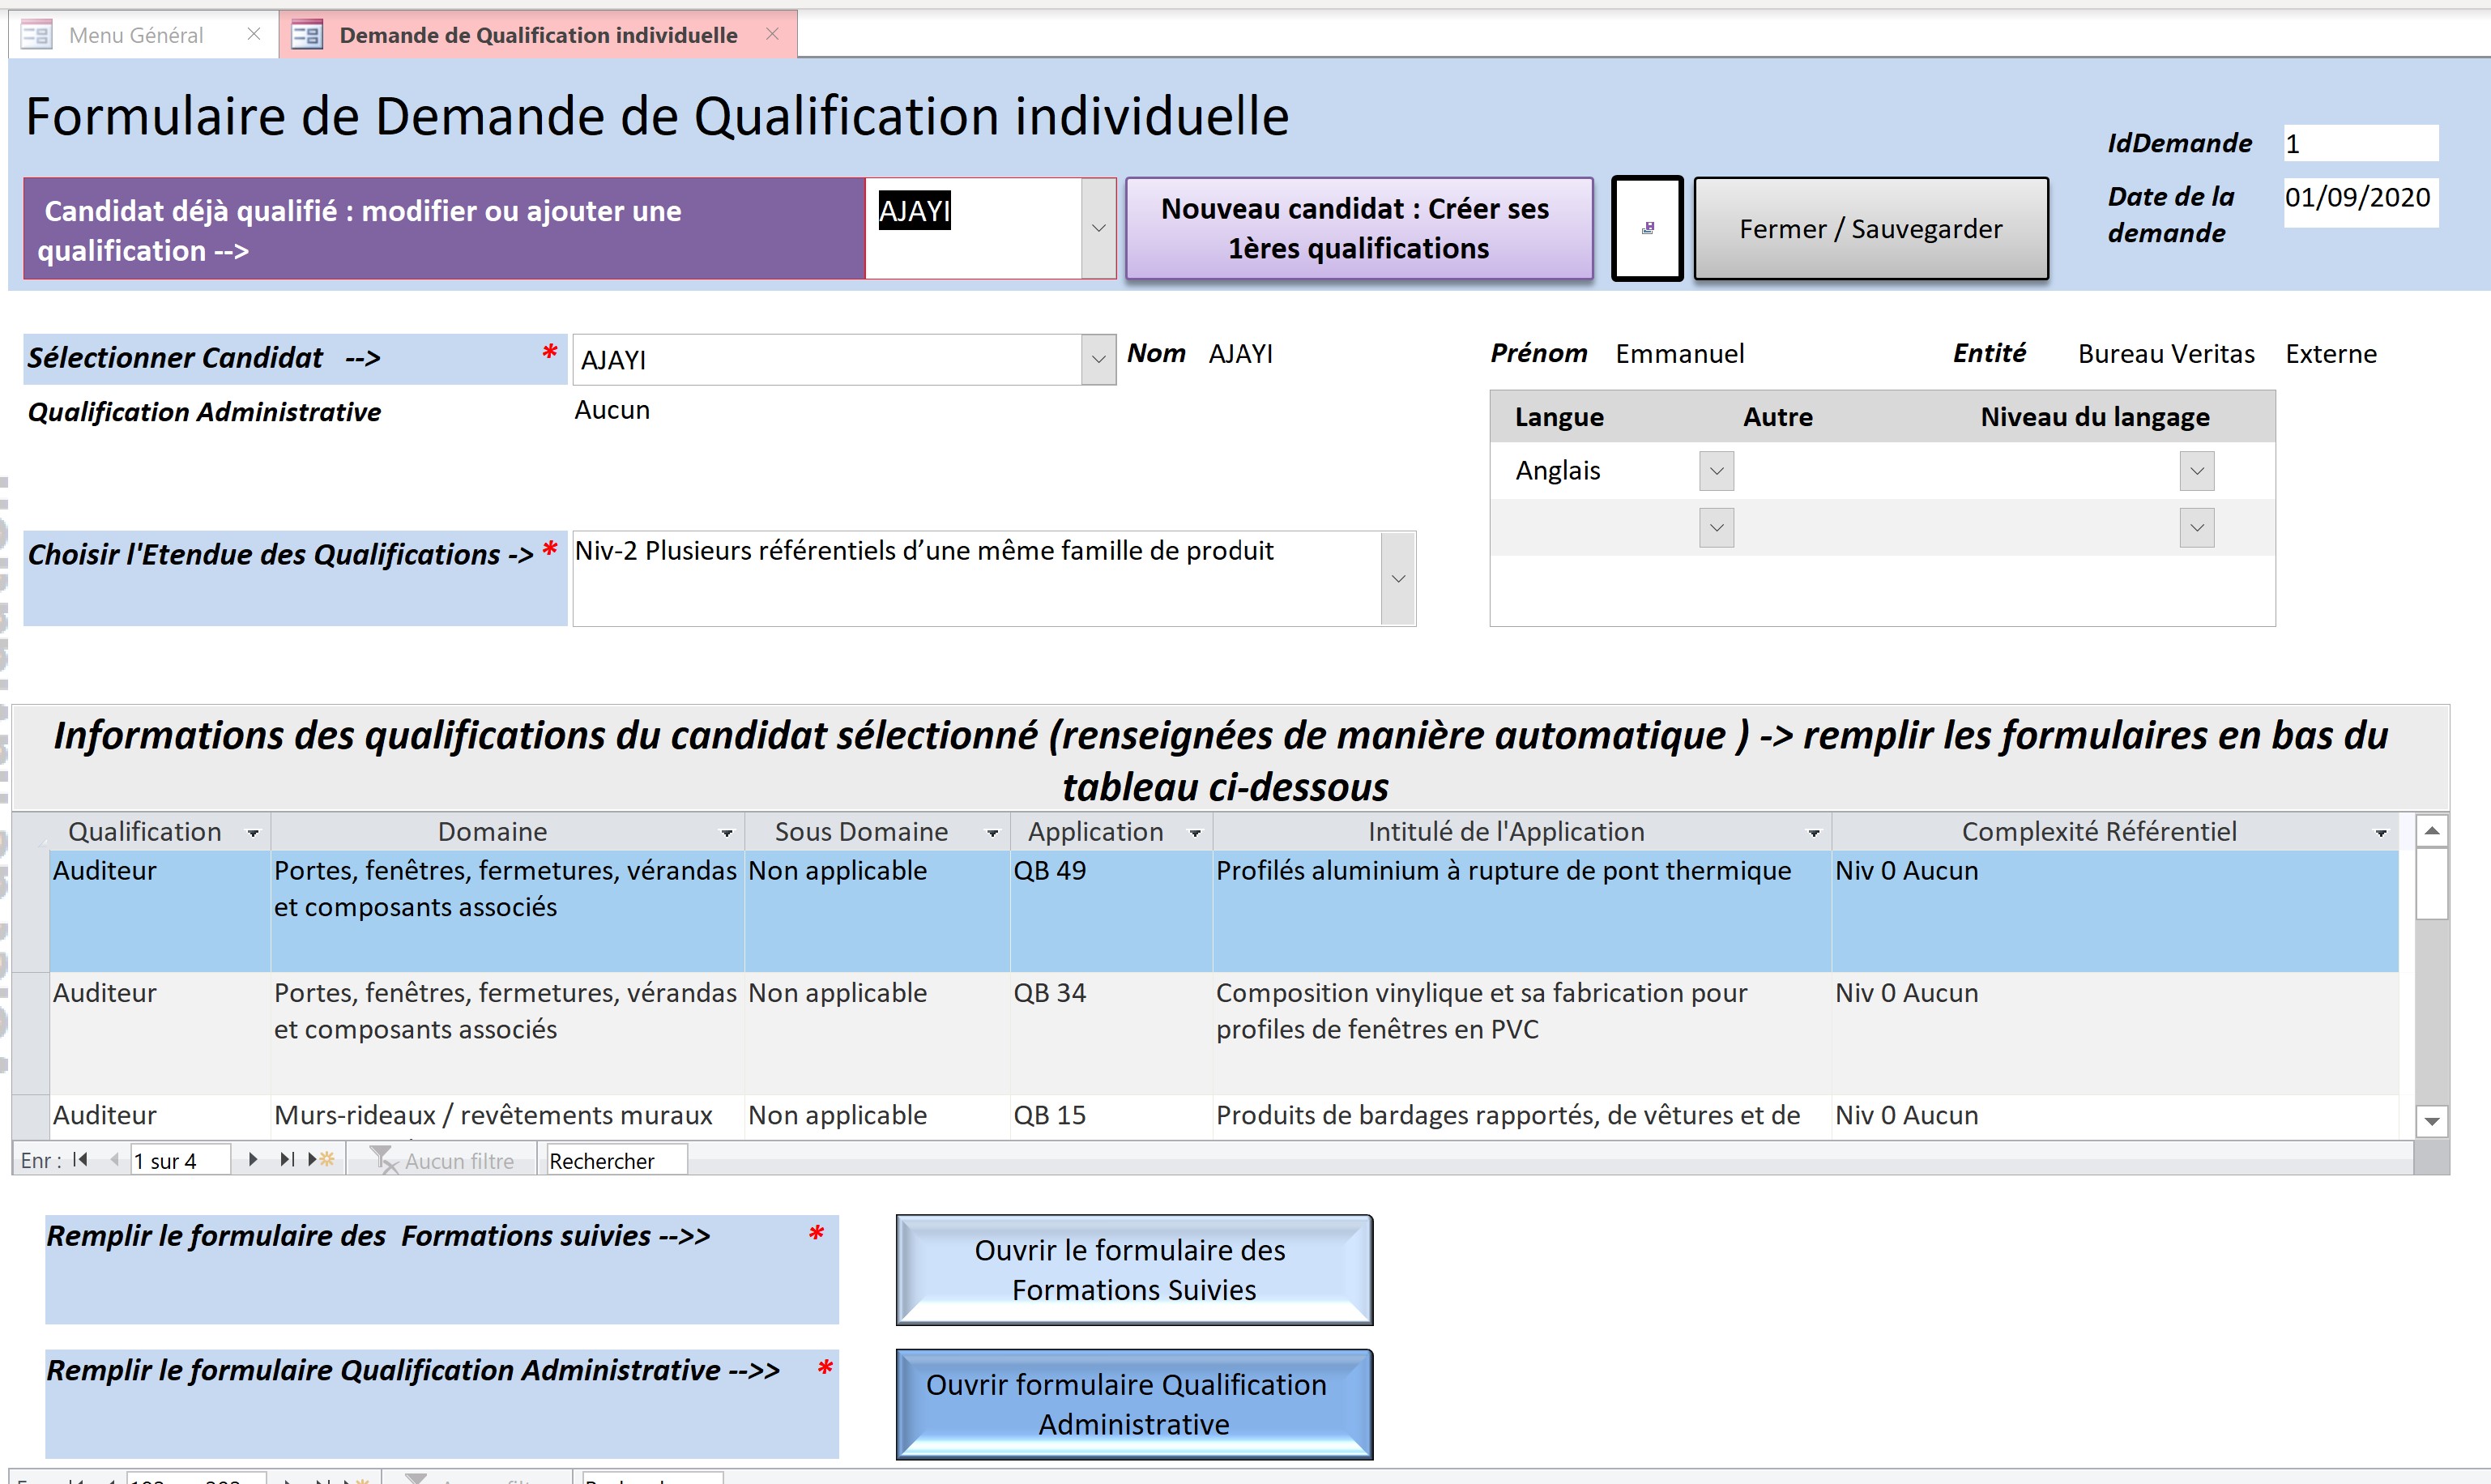 Menu Général
Demande de Qualification individuelle
Formulaire de Demande de Qualification individuelle
IdDemande 1
Candidat déjà qualifié : modifier ou ajouter une
qualification -->
AJAYI
Nouveau candidat : Créer ses
1ères qualifications
Fermer / Sauvegarder
Date de la
demande
01/09/2020
Sélectionner Candidat --> *
AJAYI
Nom AJAYI
Prénom Emmanuel
Entité Bureau Veritas Externe
Qualification Administrative Aucun
Langue Autre Niveau du langage
Anglais
Choisir l'Etendue des Qualifications -> *
Niv-2 Plusieurs référentiels d’une même famille de produit
Informations des qualifications du candidat sélectionné (renseignées de manière automatique ) -> remplir les formulaires en bas du
tableau ci-dessous
Qualification Domaine Sous Domaine Application Intitulé de l'Application Complexité Référentiel
Auditeur Portes, fenêtres, fermetures, vérandas Non applicable QB 49 Profilés aluminium à rupture de pont thermique Niv 0 Aucun
et composants associés
Auditeur Portes, fenêtres, fermetures, vérandas Non applicable QB 34 Composition vinylique et sa fabrication pour Niv 0 Aucun
et composants associés profiles de fenêtres en PVC
Auditeur Murs-rideaux / revêtements muraux Non applicable QB 15 Produits de bardages rapportés, de vêtures et de Niv 0 Aucun
Enr : 1 sur 4 Aucun filtre Rechercher
Remplir le formulaire des Formations suivies -->> *
Ouvrir le formulaire des
Formations Suivies
Remplir le formulaire Qualification Administrative -->> *
Ouvrir formulaire Qualification
Administrative